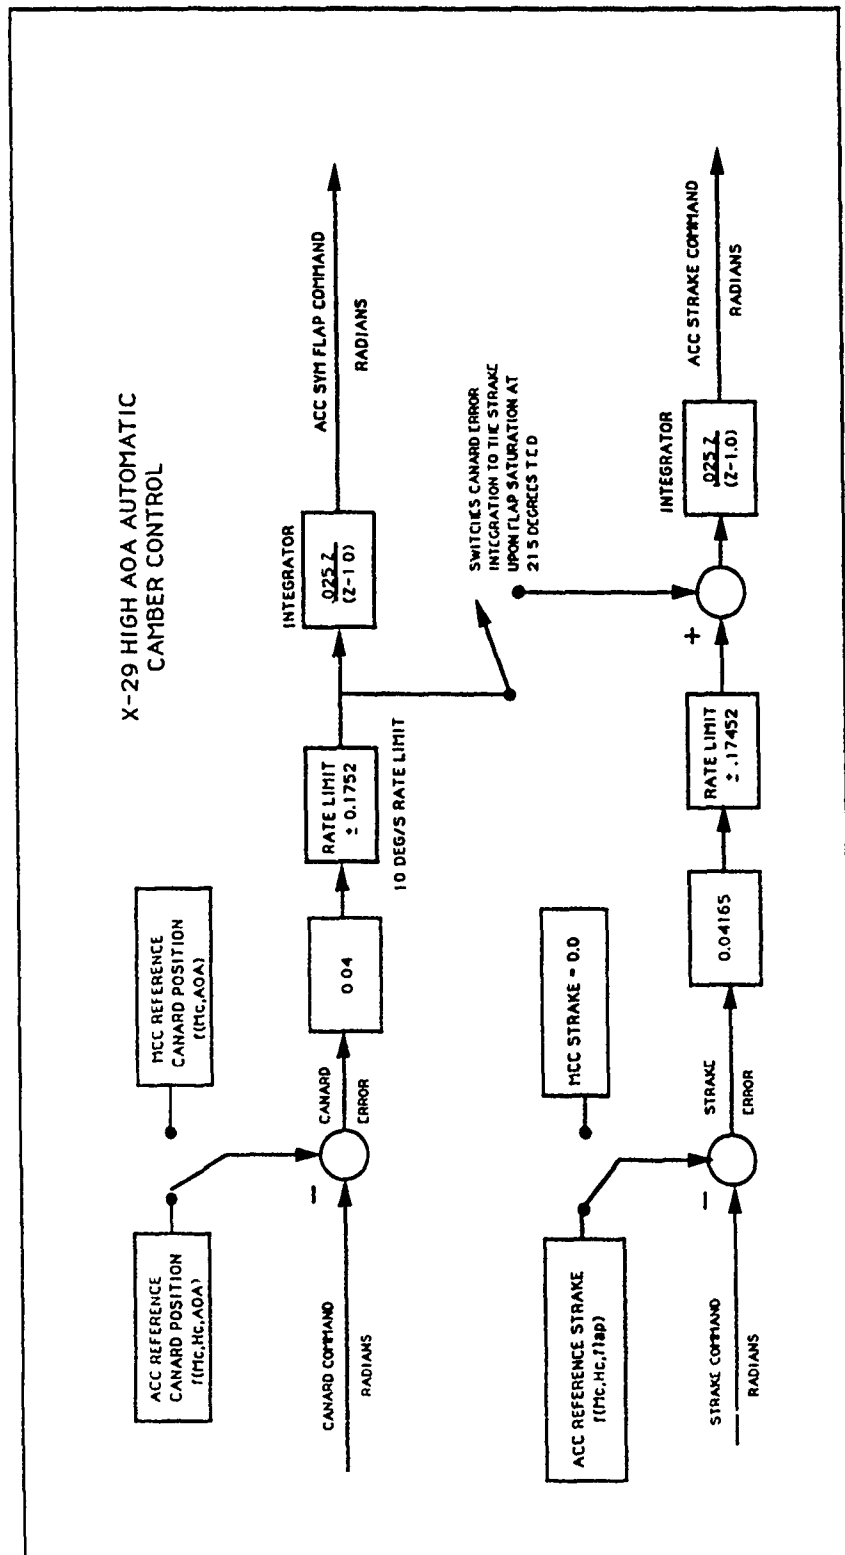 X-29 HIGH AOA AUTOMATIC
CAMBER CONTROL
ACC REFERENCE
CANARD POSITION
f(Mc,Hc,AOA)
MCC REFERENCE
CANARD POSITION
f(Mc,AOA)
CANARD COMMAND
RADIANS
–
CANARD
ERROR
0 04
RATE LIMIT
± 0.1752
10 DEG/S RATE LIMIT
INTEGRATOR
025 Z
(Z-1 0)
ACC SYM FLAP COMMAND
RADIANS
SWITCHES CANARD ERROR
INTEGRATION TO THE STRAKE
UPON FLAP SATURATION AT
21 5 DEGREES TED
ACC REFERENCE STRAKE
f(Mc,Hc,flap)
MCC STRAKE = 0.0
STRAKE COMMAND
RADIANS
–
STRAKE
ERROR
0.04165
RATE LIMIT
± .17452
+
INTEGRATOR
025 Z
(Z-1.0)
ACC STRAKE COMMAND
RADIANS